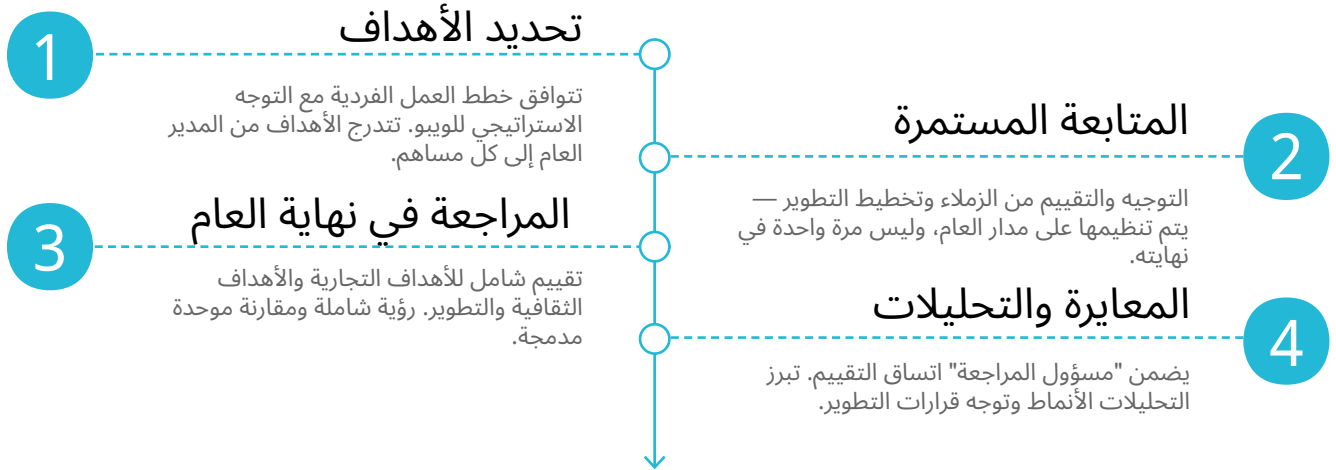 1
تحديد الأهداف
تتوافق خطط العمل الفردية مع التوجه
الاستراتيجي للويبو. تتدرج الأهداف من المدير
العام إلى كل مساهم.
2
المتابعة المستمرة
التوجيه والتقييم من الزملاء وتخطيط التطوير —
يتم تنظيمها على مدار العام، وليس مرة واحدة في
نهايته.
3
المراجعة في نهاية العام
تقييم شامل للأهداف التجارية والأهداف
الثقافية والتطوير. رؤية شاملة ومقارنة موحدة
مدمجة.
4
المعايرة والتحليلات
يضمن "مسؤول المراجعة" اتساق التقييم. تبرز
التحليلات الأنماط وتوجه قرارات التطوير.